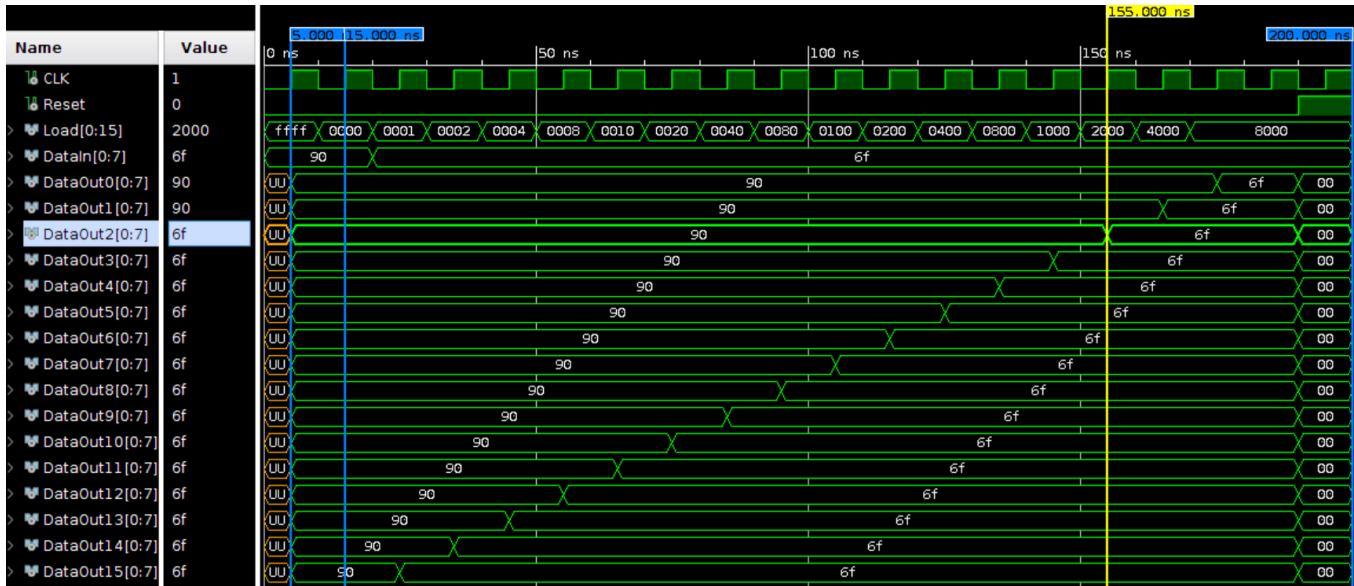 155.000 ns
5.000 15.000 ns 200.000 ns
Name Value 0 ns 50 ns 100 ns 150 ns
CLK 1
Reset 0
Load[0:15] 2000 ffff 0000 0001 0002 0004 0008 0010 0020 0040 0080 0100 0200 0400 0800 1000 2000 4000 8000
DataIn[0:7] 6f 90 6f
DataOut0[0:7] 90 UU 90 6f 00
DataOut1[0:7] 90 UU 90 6f 00
DataOut2[0:7] 6f UU 90 6f 00
DataOut3[0:7] 6f UU 90 6f 00
DataOut4[0:7] 6f UU 90 6f 00
DataOut5[0:7] 6f UU 90 6f 00
DataOut6[0:7] 6f UU 90 6f 00
DataOut7[0:7] 6f UU 90 6f 00
DataOut8[0:7] 6f UU 90 6f 00
DataOut9[0:7] 6f UU 90 6f 00
DataOut10[0:7] 6f UU 90 6f 00
DataOut11[0:7] 6f UU 90 6f 00
DataOut12[0:7] 6f UU 90 6f 00
DataOut13[0:7] 6f UU 90 6f 00
DataOut14[0:7] 6f UU 90 6f 00
DataOut15[0:7] 6f UU 90 6f 00